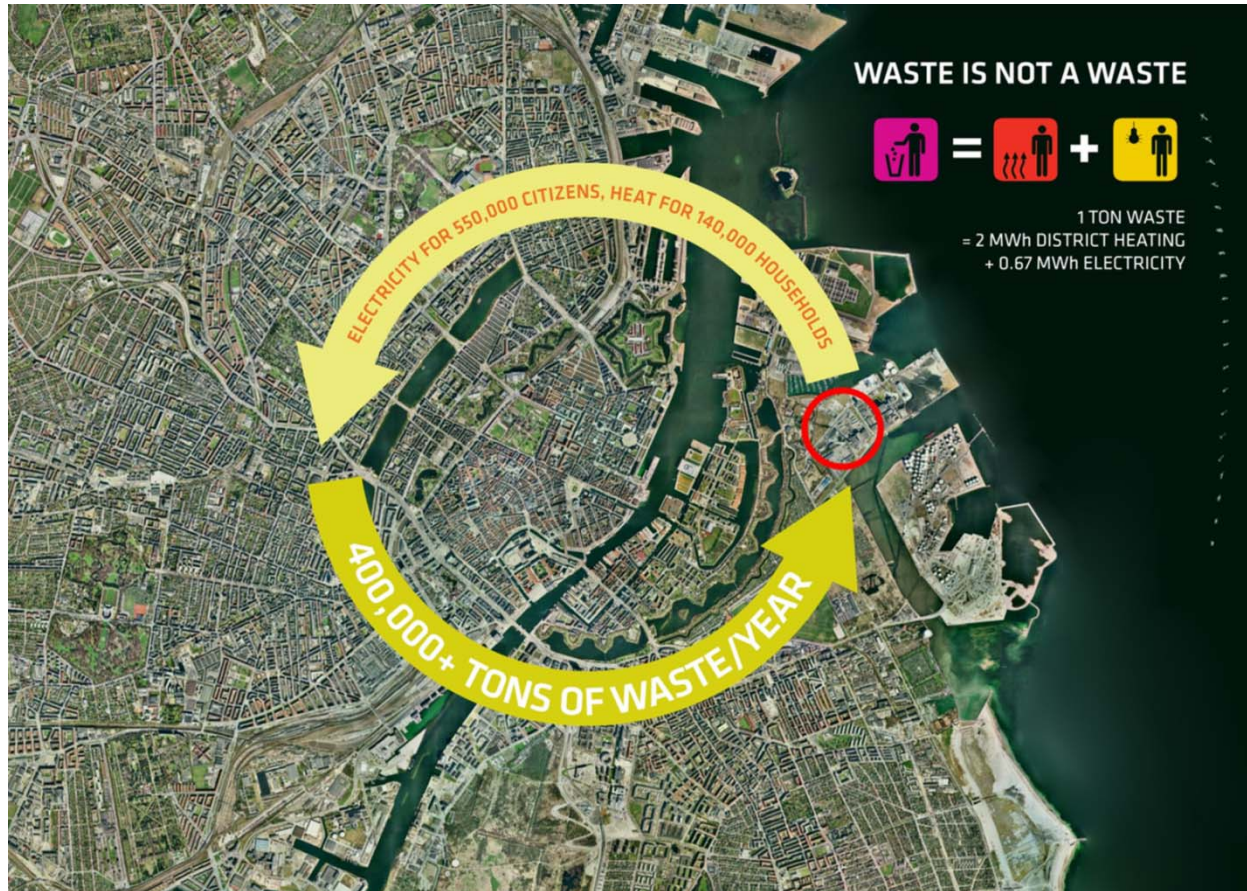 WASTE IS NOT A WASTE
=
+
1 TON WASTE
= 2 MWh DISTRICT HEATING
+ 0.67 MWh ELECTRICITY
ELECTRICITY FOR 550,000 CITIZENS, HEAT FOR 140,000 HOUSEHOLDS
400,000+ TONS OF WASTE/YEAR